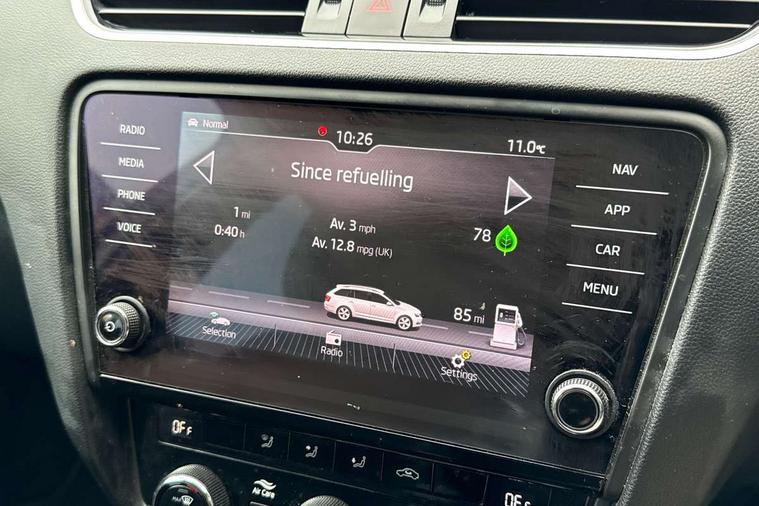 RADIO
MEDIA
PHONE
VOICE
Normal
10:26
11.0°C
Since refuelling
1 mi
0:40 h
Av. 3 mph
Av. 12.8 mpg (UK)
78
85 mi
Selection
Radio
Settings
NAV
APP
CAR
MENU
OFF
MAX
Air Care
OFF